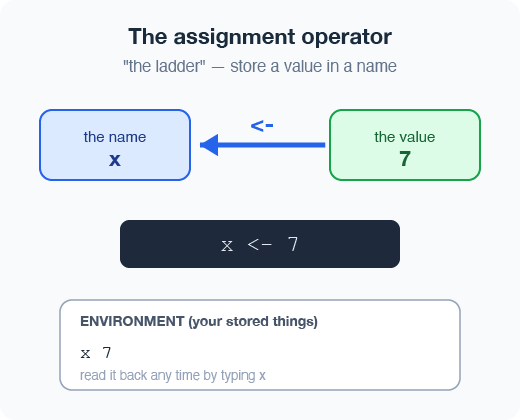 The assignment operator
"the ladder" — store a value in a name
the name
x
<-
the value
7
x <- 7
ENVIRONMENT (your stored things)
x 7
read it back any time by typing x